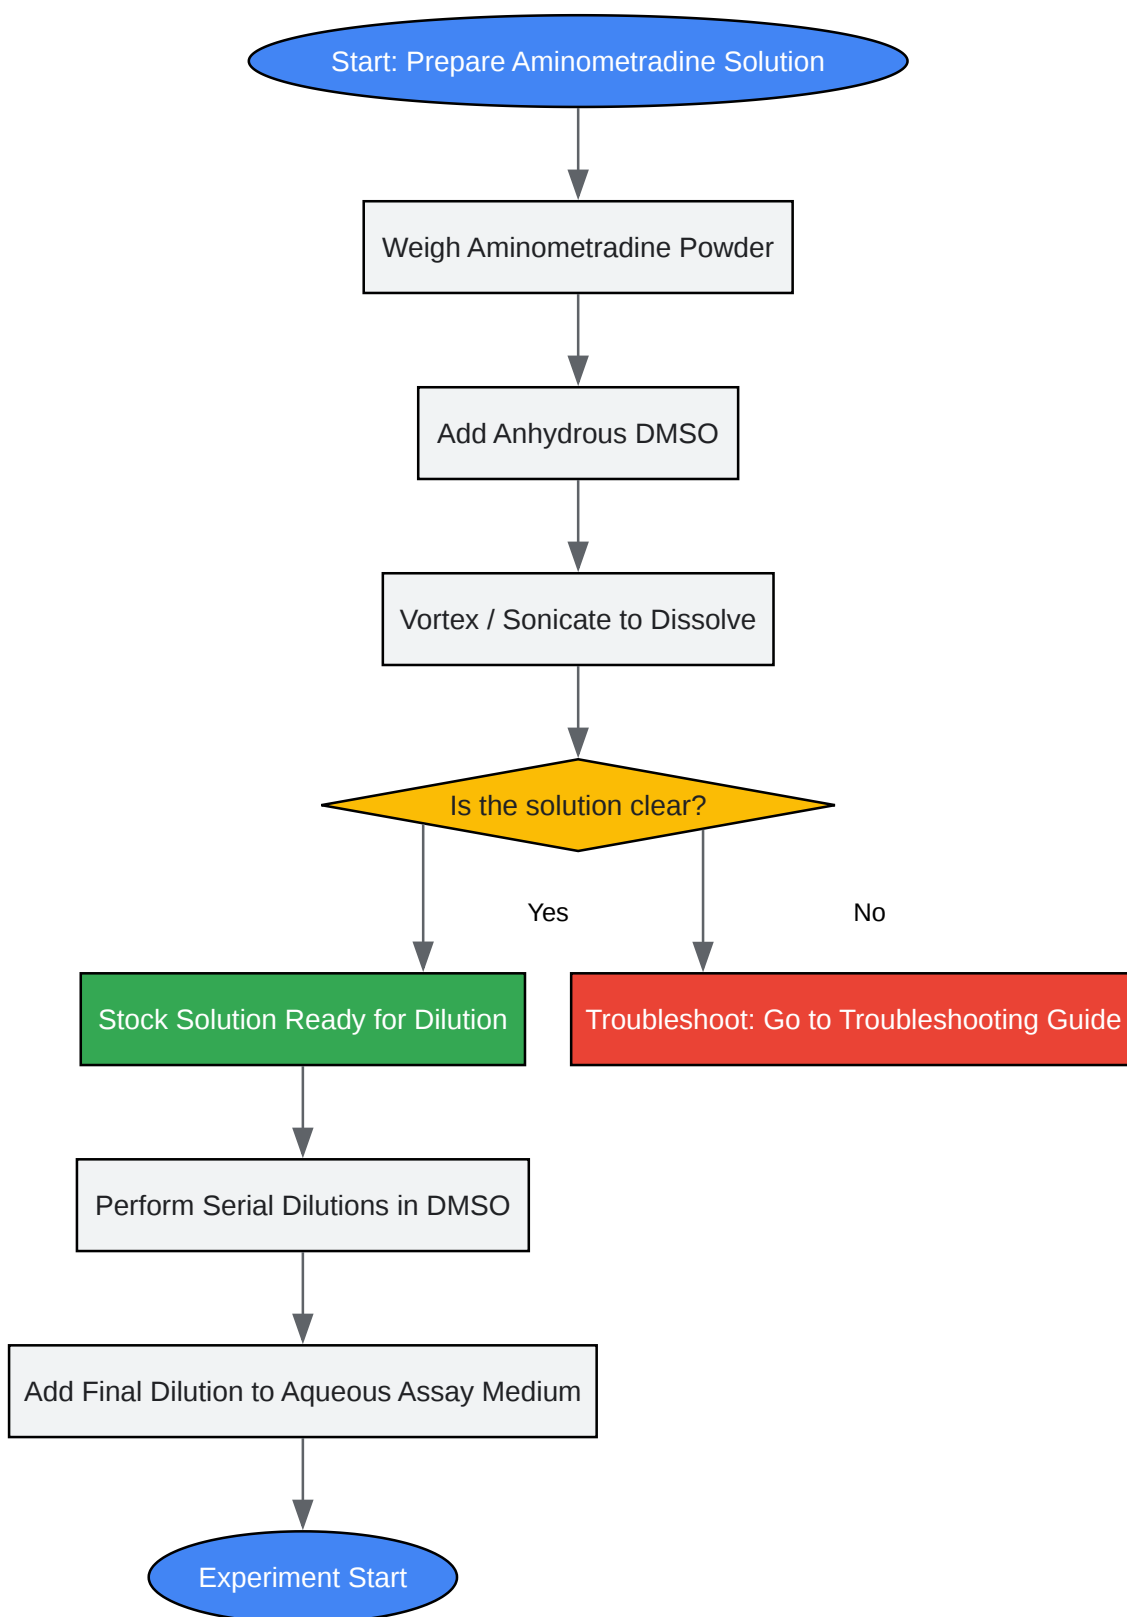 Start: Prepare Aminometradine Solution
Weigh Aminometradine Powder
Add Anhydrous DMSO
Vortex / Sonicate to Dissolve
Is the solution clear?
Yes
No
Stock Solution Ready for Dilution
Troubleshoot: Go to Troubleshooting Guide
Perform Serial Dilutions in DMSO
Add Final Dilution to Aqueous Assay Medium
Experiment Start